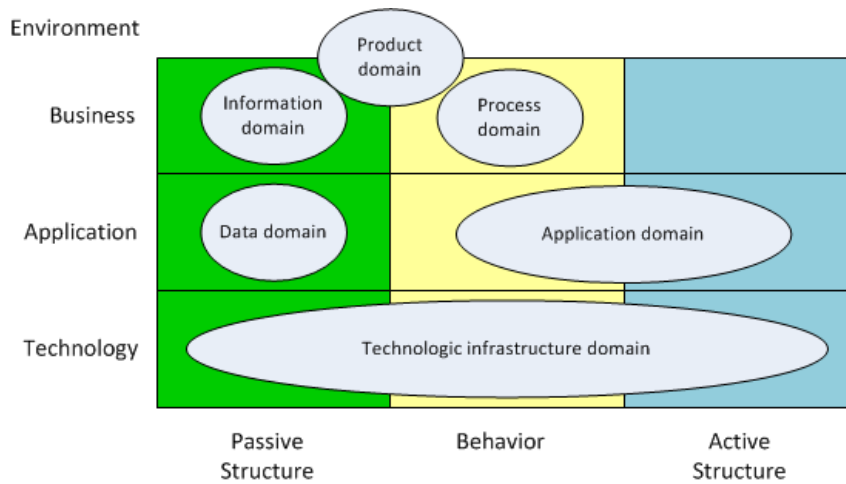 Environment
Product
domain
Business
Information
domain
Process
domain
Application
Data domain
Application domain
Technology
Technologic infrastructure domain
Passive
Structure
Behavior
Active
Structure